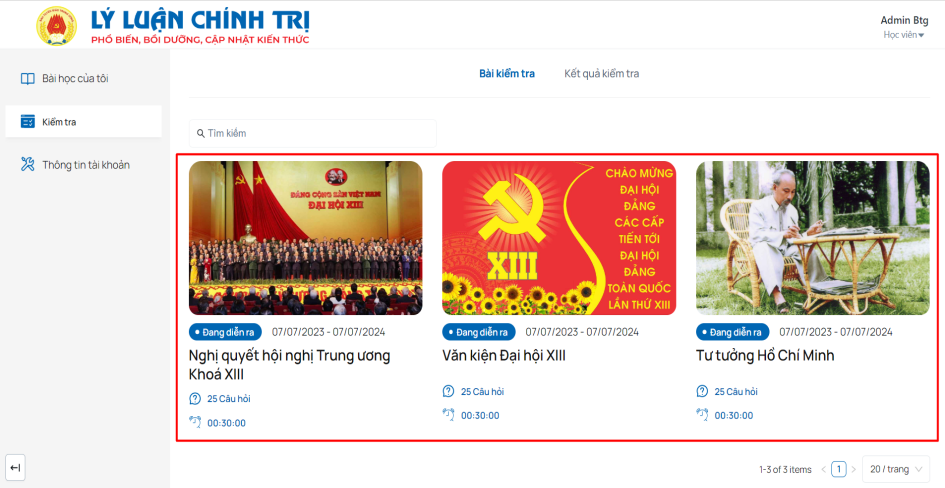 LÝ LUẬN CHÍNH TRỊ
PHỔ BIẾN, BỒI DƯỠNG, CẬP NHẬT KIẾN THỨC
Admin Btg
Học viên
Bài học của tôi
Kiểm tra
Thông tin tài khoản
Bài kiểm tra
Kết quả kiểm tra
Tìm kiếm
ĐẢNG CỘNG SẢN VIỆT NAM
ĐẠI HỘI XIII
XIII
CHÀO MỪNG
ĐẠI HỘI
ĐẢNG
CÁC CẤP
TIẾN TỚI
ĐẠI HỘI
ĐẢNG
TOÀN QUỐC
LẦN THỨ XIII
Đang diễn ra 07/07/2023 - 07/07/2024
Nghị quyết hội nghị Trung ương
Khoá XIII
25 Câu hỏi
00:30:00
Đang diễn ra 07/07/2023 - 07/07/2024
Văn kiện Đại hội XIII
25 Câu hỏi
00:30:00
Đang diễn ra 07/07/2023 - 07/07/2024
Tư tưởng Hồ Chí Minh
25 Câu hỏi
00:30:00
1-3 of 3 items < 1 > 20 / trang